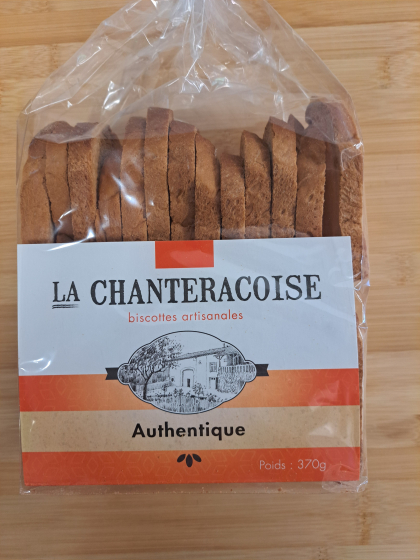 LA CHANTERACOISE
biscottes artisanales
Authentique
Poids : 370g